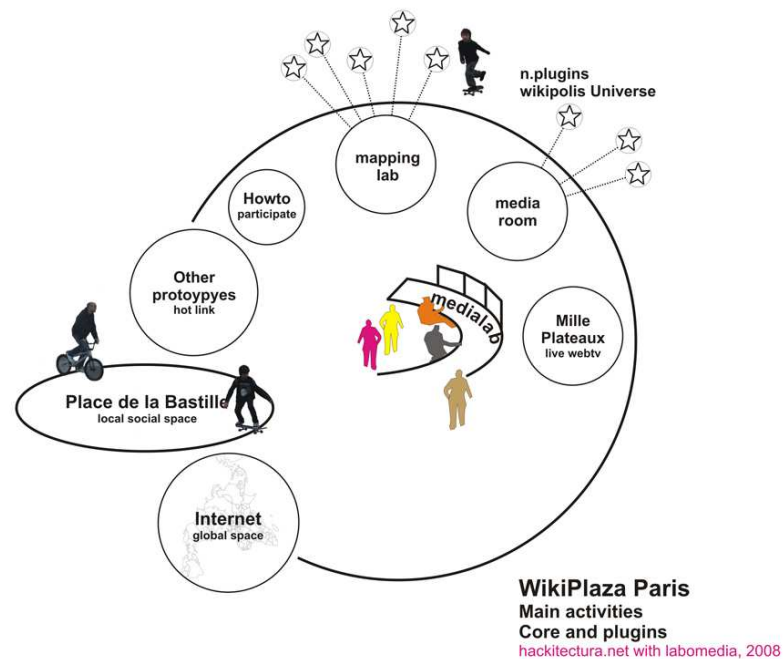 n.plugins
wikipolis Universe
mapping
lab
Howto
participate
media
room
Other
protoypyes
hot link
medialab
Mille
Plateaux
live webtv
Place de la Bastille
local social space
Internet
global space
WikiPlaza Paris
Main activities
Core and plugins
hackitectura.net with labomedia, 2008